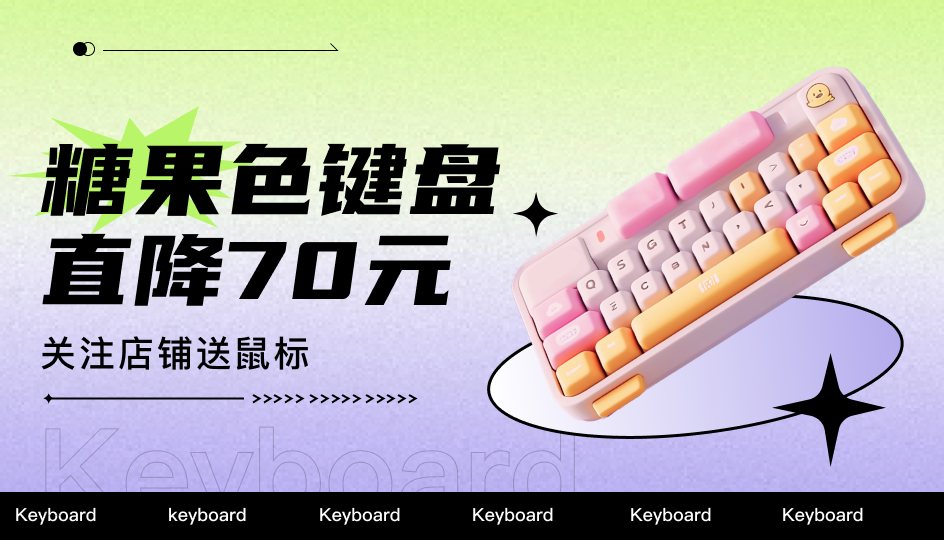 糖果色键盘
直降70元
关注店铺送鼠标
Keyboard
Keyboard keyboard Keyboard Keyboard Keyboard Keyboard
Q S G T J I >
Z C B N , < '